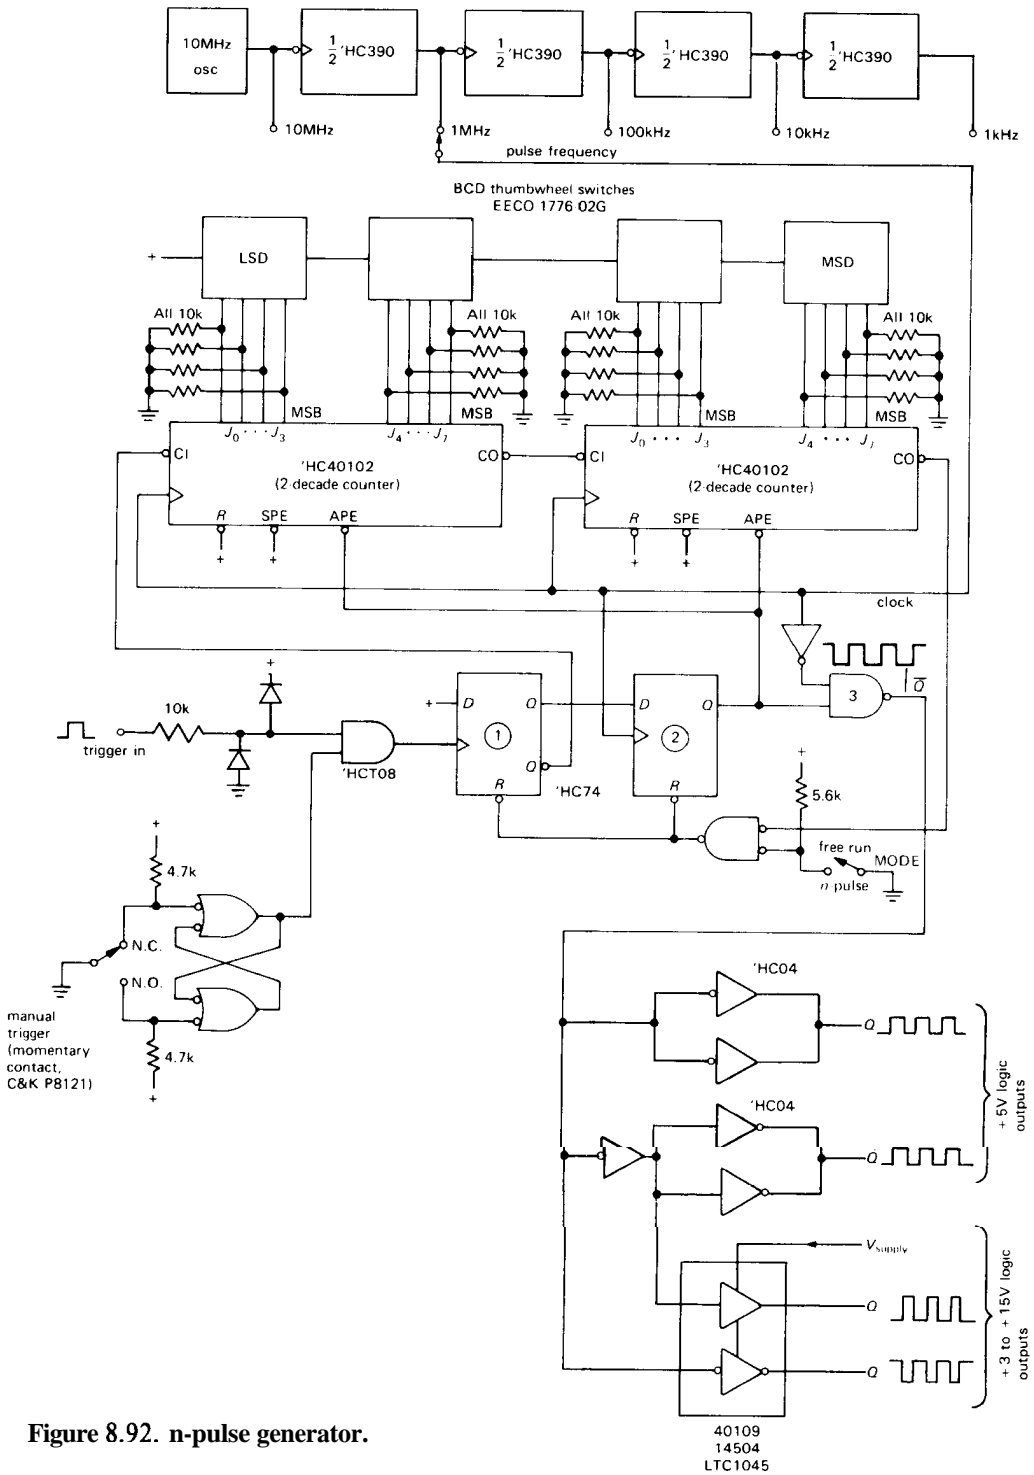 10MHz
osc
1/2 'HC390
1/2 'HC390
1/2 'HC390
1/2 'HC390
10MHz
1MHz
100kHz
10kHz
1kHz
pulse frequency
BCD thumbwheel switches
EECO 1776-02G
+
LSD
MSD
All 10k
All 10k
All 10k
All 10k
MSB
MSB
MSB
MSB
J0 · · · J3
J4 · · · J7
J0 · · · J3
J4 · · · J7
CI
CO
CI
CO
'HC40102
(2-decade counter)
'HC40102
(2-decade counter)
R
SPE
APE
R
SPE
APE
+
+
+
+
clock
+
+
D
Q
D
Q
3
Q
10k
1
2
trigger in
'HCT08
Q
'HC74
R
R
+
5.6k
free run
MODE
n-pulse
+
4.7k
N.C.
N.O.
manual
trigger
(momentary
contact,
C&K P8121)
4.7k
+
'HC04
Q
+5V logic
outputs
'HC04
Q
Vsupply
Q
+3 to +15V logic
outputs
Q
40109
14504
LTC1045
Figure 8.92. n-pulse generator.